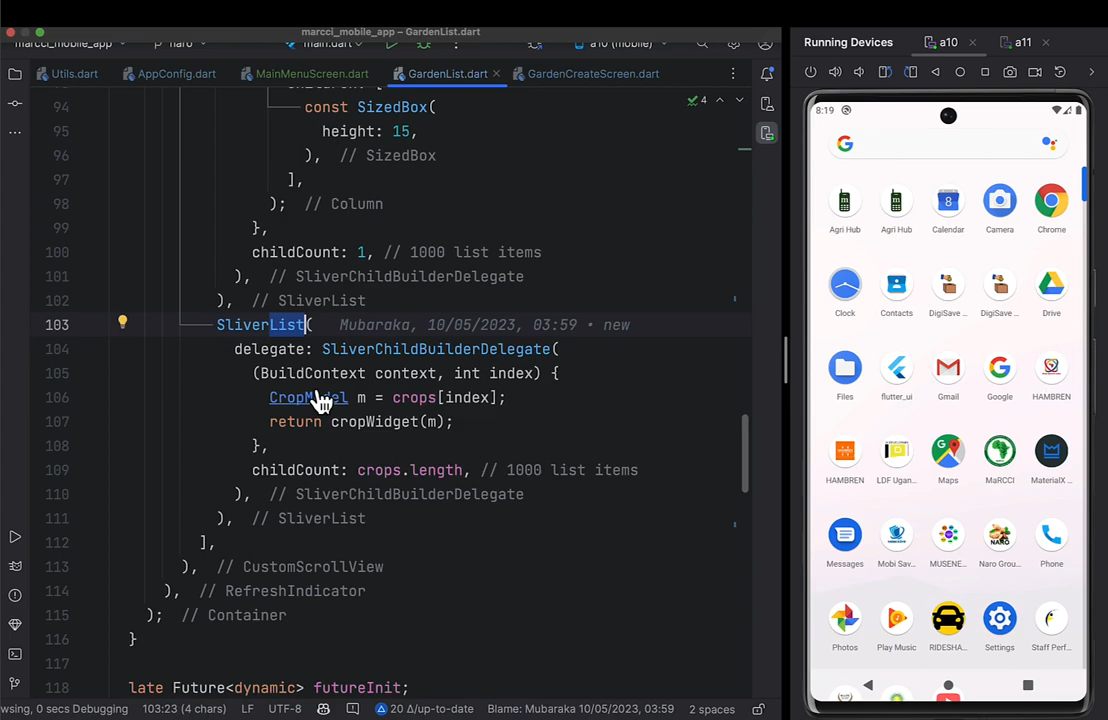 marcci_mobile_app – GardenList.dart
marcci_mobile_app
main.dart
a10 (mobile)
Running Devices
a10
a11
Utils.dart
AppConfig.dart
MainMenuScreen.dart
GardenList.dart
GardenCreateScreen.dart
94
95
96
97
98
99
100
101
102
103
104
105
106
107
108
109
110
111
112
113
114
115
116
117
118
const SizedBox(
height: 15,
), // SizedBox
],
); // Column
},
childCount: 1, // 1000 list items
), // SliverChildBuilderDelegate
), // SliverList
SliverList( Mubaraka, 10/05/2023, 03:59 • new
delegate: SliverChildBuilderDelegate(
(BuildContext context, int index) {
CropModel m = crops[index];
return cropWidget(m);
},
childCount: crops.length, // 1000 list items
), // SliverChildBuilderDelegate
), // SliverList
],
), // CustomScrollView
), // RefreshIndicator
); // Container
}
late Future<dynamic> futureInit;
4
wsing, 0 secs Debugging
103:23 (4 chars)
LF
UTF-8
20 Δ/up-to-date
Blame: Mubaraka 10/05/2023, 03:59
2 spaces
8:19
Agri Hub
Agri Hub
Calendar
Camera
Chrome
Clock
Contacts
DigiSave ...
DigiSave ...
Drive
Files
flutter_ui
Gmail
Google
HAMBREN
HAMBREN
LDF Ugan...
Maps
MaRCCI
MaterialX ...
Messages
Mobi Sav...
MUSENE...
Naro Grou...
Phone
Photos
Play Music
RIDESHA...
Settings
Staff Perf...